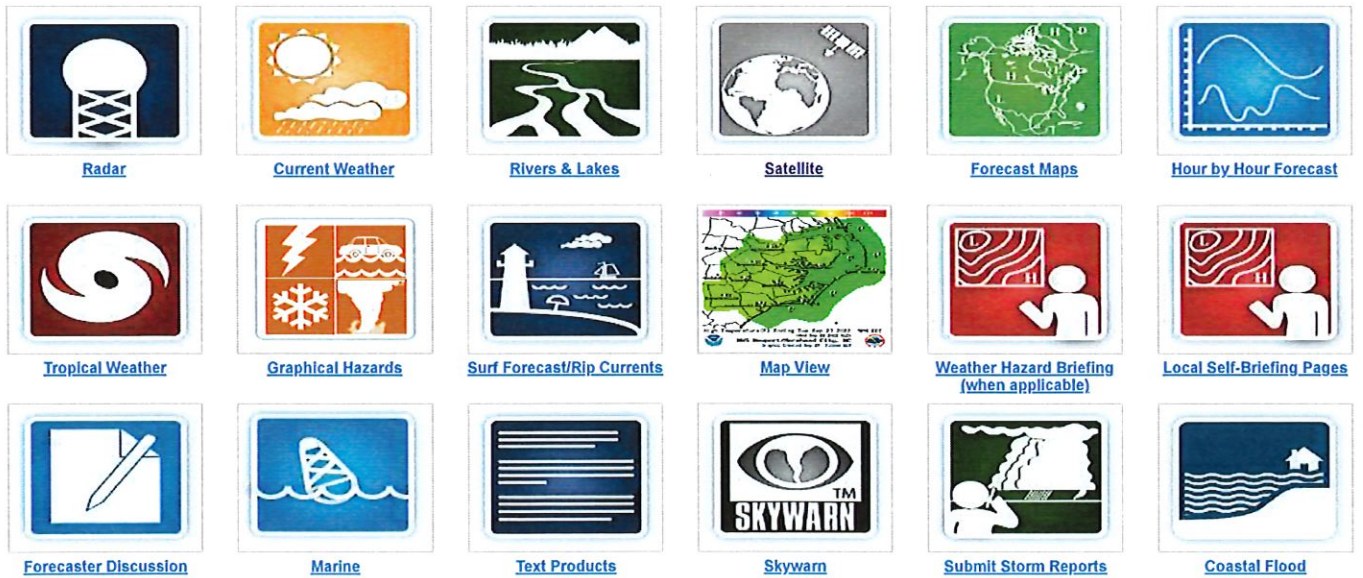 Radar
Current Weather
Rivers & Lakes
Satellite
Forecast Maps
Hour by Hour Forecast
Tropical Weather
Graphical Hazards
Surf Forecast/Rip Currents
Map View
Weather Hazard Briefing
(when applicable)
Local Self-Briefing Pages
Forecaster Discussion
Marine
Text Products
TM
SKYWARN
Skywarn
Submit Storm Reports
Coastal Flood
L
H
L
H